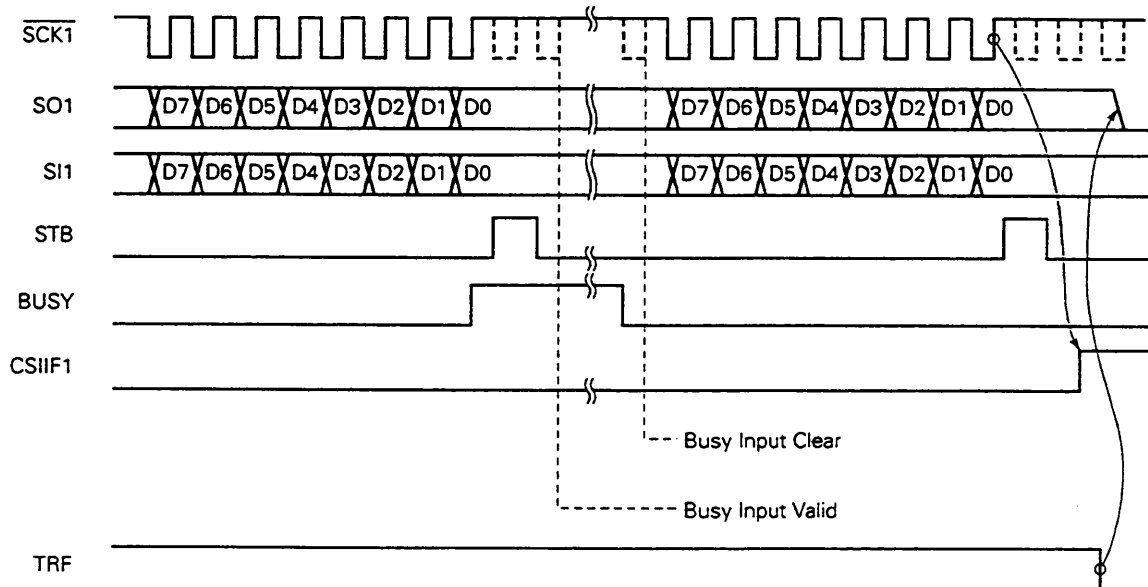 SCK1
SO1 D7 D6 D5 D4 D3 D2 D1 D0 D7 D6 D5 D4 D3 D2 D1 D0
SI1 D7 D6 D5 D4 D3 D2 D1 D0 D7 D6 D5 D4 D3 D2 D1 D0
STB
BUSY
CSIIF1
Busy Input Clear
Busy Input Valid
TRF